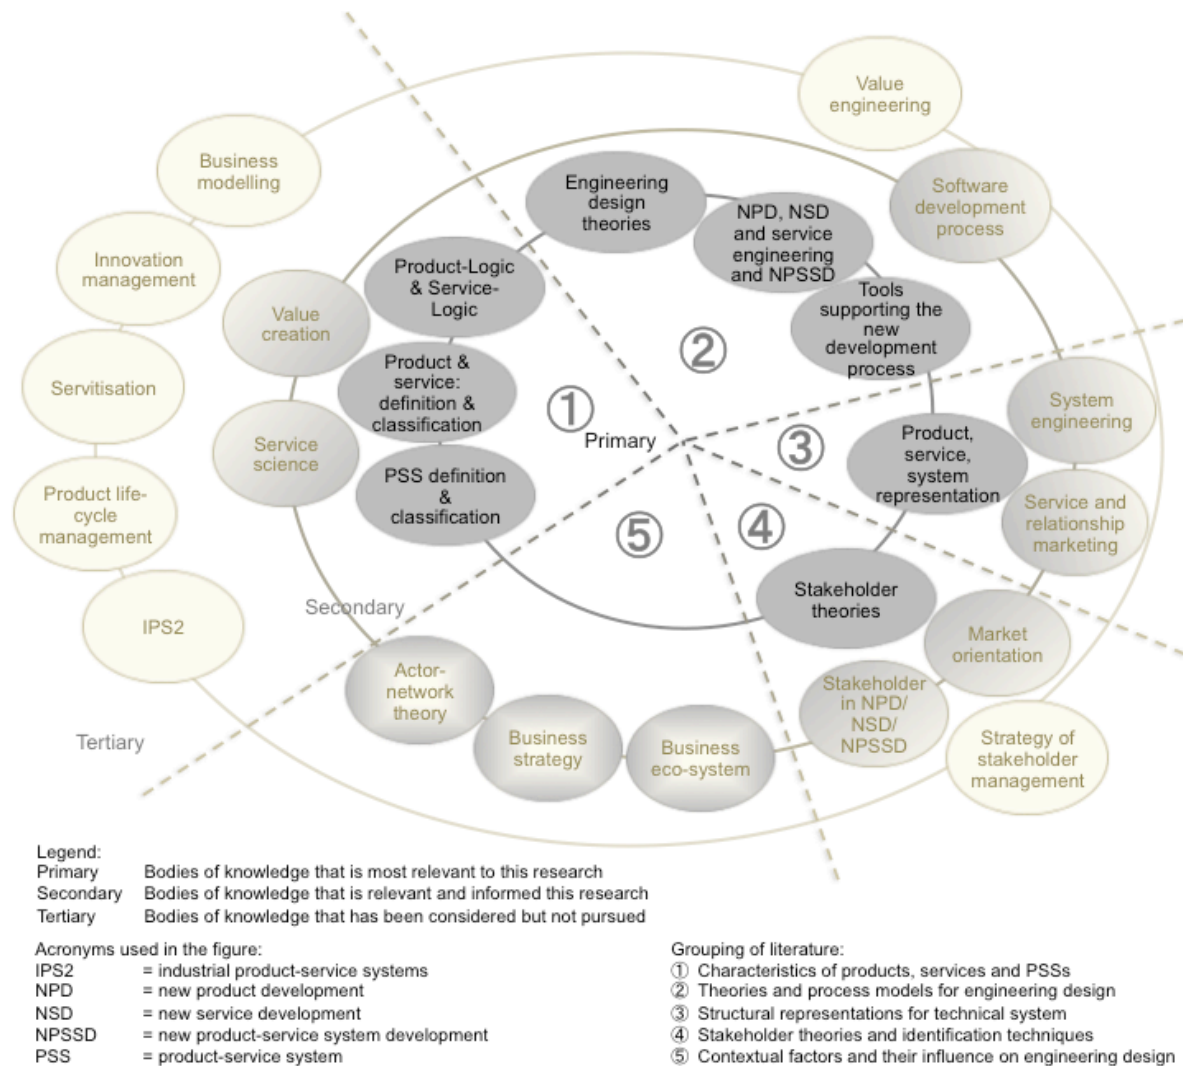 Value
engineering
Business
modelling
Software
development
process
Engineering
design
theories
NPD, NSD
and service
engineering
and NPSSD
Innovation
management
Product-Logic
& Service-
Logic
Value
creation
Tools
supporting the
new
development
process
②
Servitisation
Product &
service:
definition &
classification
①
Primary
System
engineering
③
Product,
service,
system
representation
Service
science
PSS definition
&
classification
Product life-
cycle
management
⑤
④
Service and
relationship
marketing
Stakeholder
theories
Secondary
IPS2
Market
orientation
Actor-
network
theory
Stakeholder
in NPD/
NSD/
NPSSD
Business
strategy
Business
eco-system
Tertiary
Strategy of
stakeholder
management
Legend:
Primary Bodies of knowledge that is most relevant to this research
Secondary Bodies of knowledge that is relevant and informed this research
Tertiary Bodies of knowledge that has been considered but not pursued
Acronyms used in the figure:
IPS2 = industrial product-service systems
NPD = new product development
NSD = new service development
NPSSD = new product-service system development
PSS = product-service system
Grouping of literature:
① Characteristics of products, services and PSSs
② Theories and process models for engineering design
③ Structural representations for technical system
④ Stakeholder theories and identification techniques
⑤ Contextual factors and their influence on engineering design